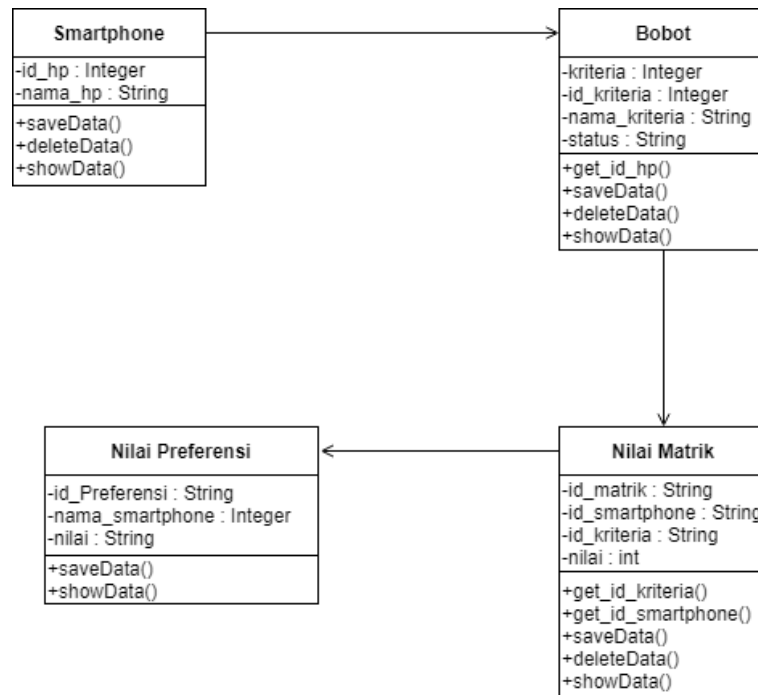 Smartphone
-id_hp : Integer
-nama_hp : String
+saveData()
+deleteData()
+showData()
Bobot
-kriteria : Integer
-id_kriteria : Integer
-nama_kriteria : String
-status : String
+get_id_hp()
+saveData()
+deleteData()
+showData()
Nilai Preferensi
-id_Preferensi : String
-nama_smartphone : Integer
-nilai : String
+saveData()
+showData()
Nilai Matrik
-id_matrik : String
-id_smartphone : String
-id_kriteria : String
-nilai : int
+get_id_kriteria()
+get_id_smartphone()
+saveData()
+deleteData()
+showData()